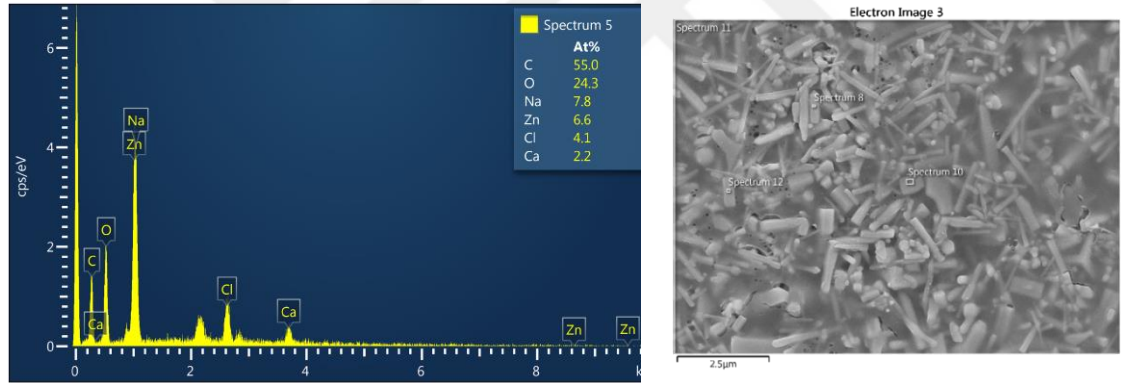 Spectrum 5
At%
C 55.0
O 24.3
Na 7.8
Zn 6.6
Cl 4.1
Ca 2.2
cps/eV
6
4
2
0
Na
Zn
O
C
Ca
Cl
Ca
Zn
Zn
0 2 4 6 8 k
Electron Image 3
Spectrum 11
Spectrum 8
Spectrum 10
Spectrum 12
2.5µm